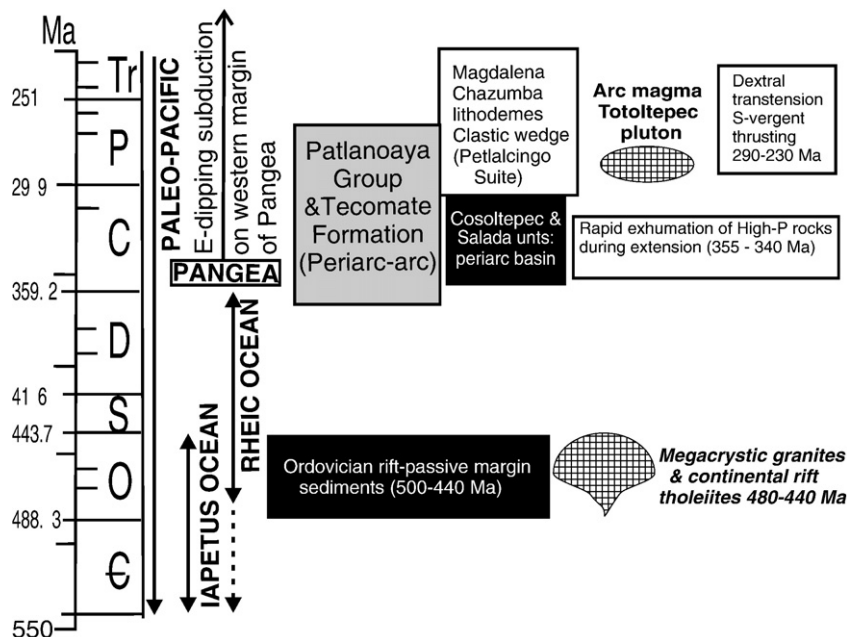 Ma
Tr
251
P
29 9
C
359. 2
D
41 6
S
443.7
O
488. 3
Є
550
PALEO-PACIFIC
E-dipping subduction
on western margin
of Pangea
PANGEA
RHEIC OCEAN
IAPETUS OCEAN
Patlanoaya
Group
&Tecomate
Formation
(Periarc-arc)
Magdalena
Chazumba
lithodemes
Clastic wedge
(Petlalcingo
Suite)
Arc magma
Totoltepec
pluton
Dextral
transtension
S-vergent
thrusting
290-230 Ma
Cosoltepec &
Salada unts:
periarc basin
Rapid exhumation of High-P rocks
during extension (355 - 340 Ma)
Ordovician rift-passive margin
sediments (500-440 Ma)
Megacrystic granites
& continental rift
tholeiites 480-440 Ma